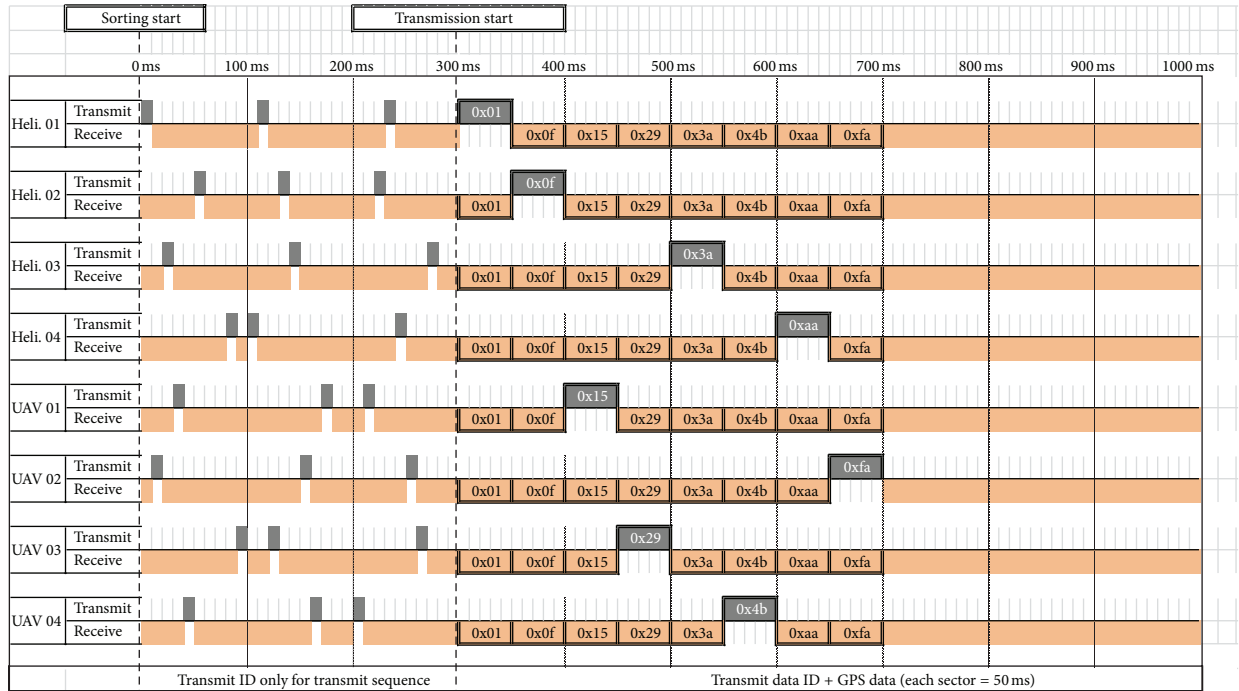 Sorting start Transmission start
0 ms 100 ms 200 ms 300 ms 400 ms 500 ms 600 ms 700 ms 800 ms 900 ms 1000 ms
Heli. 01 Transmit 0x01
Receive 0x0f 0x15 0x29 0x3a 0x4b 0xaa 0xfa
Heli. 02 Transmit 0x0f
Receive 0x01 0x15 0x29 0x3a 0x4b 0xaa 0xfa
Heli. 03 Transmit 0x3a
Receive 0x01 0x0f 0x15 0x29 0x4b 0xaa 0xfa
Heli. 04 Transmit 0xaa
Receive 0x01 0x0f 0x15 0x29 0x3a 0x4b 0xfa
UAV 01 Transmit 0x15
Receive 0x01 0x0f 0x29 0x3a 0x4b 0xaa 0xfa
UAV 02 Transmit 0xfa
Receive 0x01 0x0f 0x15 0x29 0x3a 0x4b 0xaa
UAV 03 Transmit 0x29
Receive 0x01 0x0f 0x15 0x3a 0x4b 0xaa 0xfa
UAV 04 Transmit 0x4b
Receive 0x01 0x0f 0x15 0x29 0x3a 0xaa 0xfa
Transmit ID only for transmit sequence Transmit data ID + GPS data (each sector = 50 ms)